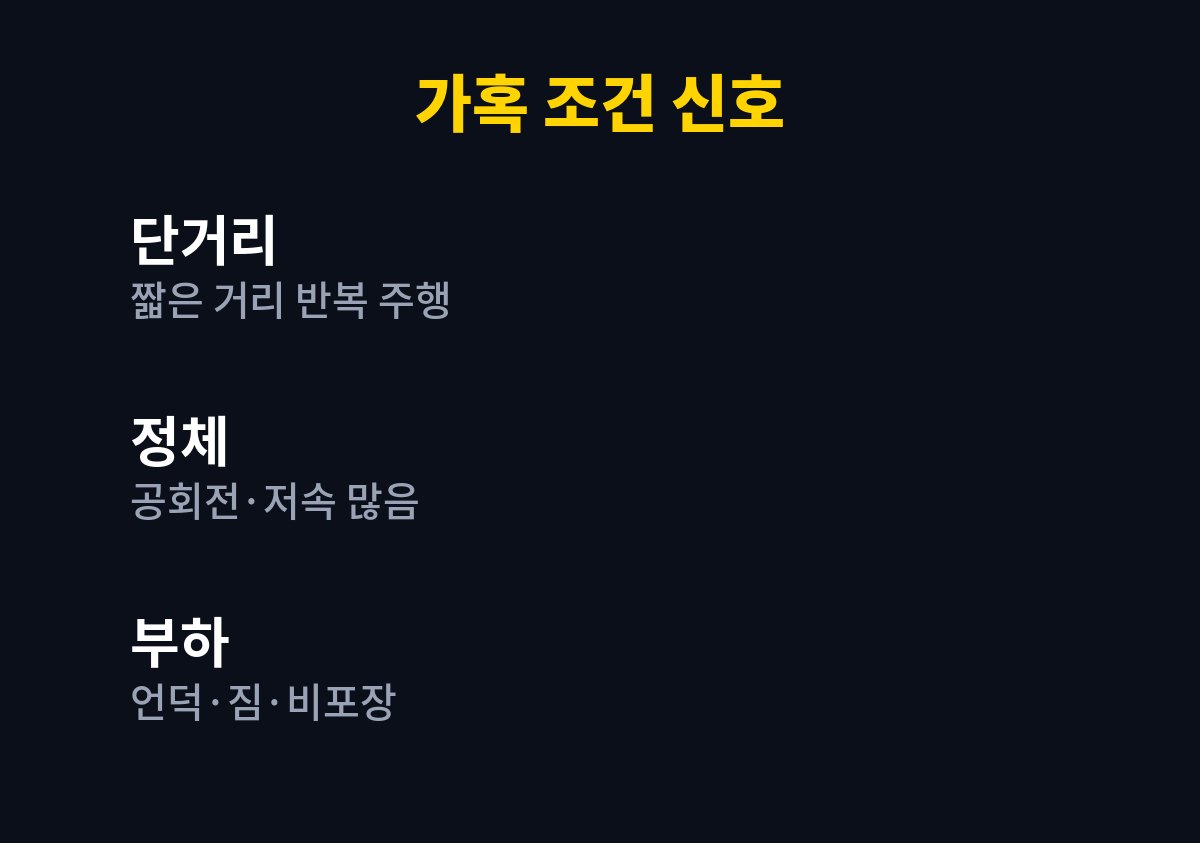 가혹 조건 신호
단거리
짧은 거리 반복 주행
정체
공회전·저속 많음
부하
언덕·짐·비포장